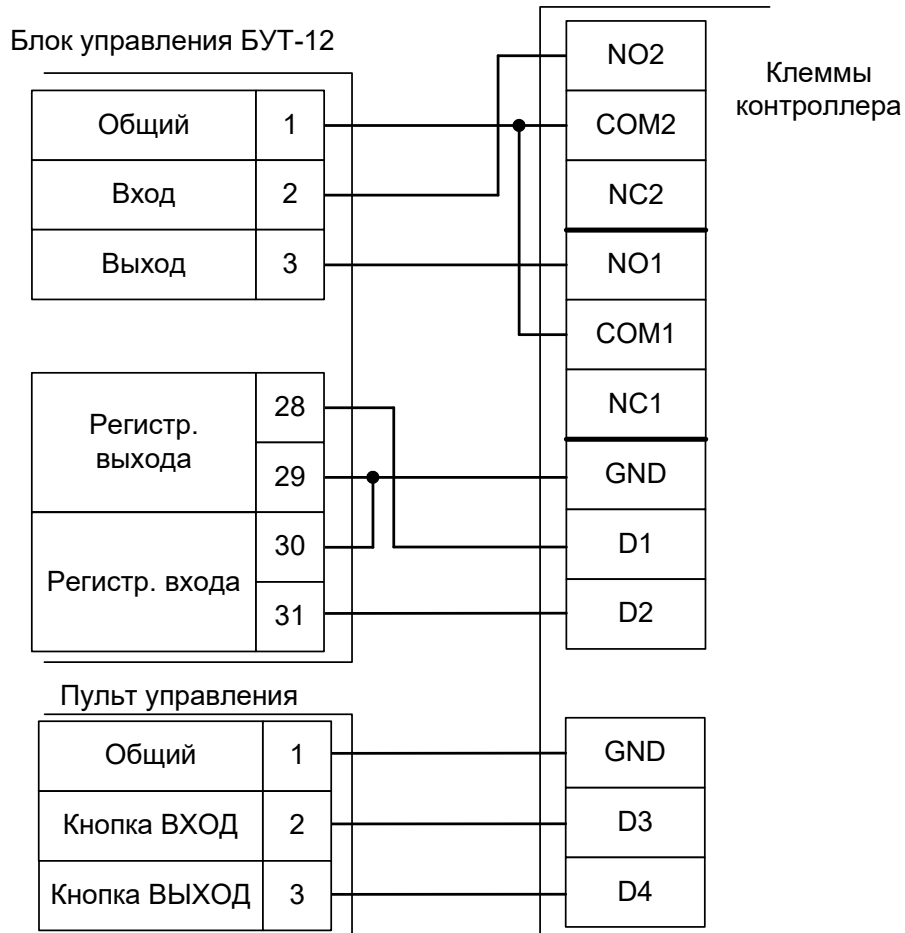 Блок управления БУТ-12
Клеммы
контроллера
Общий 1
Вход 2
Выход 3
Регистр.
выхода
28
29
Регистр. входа
30
31
NO2
COM2
NC2
NO1
COM1
NC1
GND
D1
D2
Пульт управления
Общий 1
Кнопка ВХОД 2
Кнопка ВЫХОД 3
GND
D3
D4